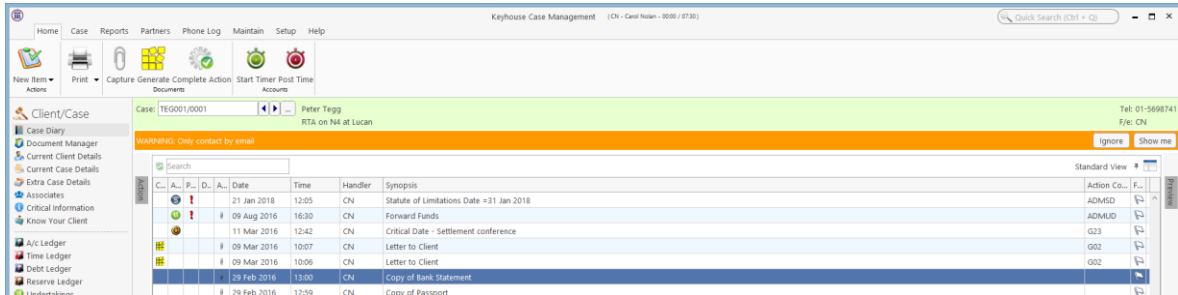 Keyhouse Case Management (CN - Carol Nolan - 00:00 / 07:30)
Quick Search (Ctrl + Q)
Home Case Reports Partners Phone Log Maintain Setup Help
New Item Print Capture Generate Complete Action Start Timer Post Time
Actions Documents Accounts
Client/Case
Case Diary
Document Manager
Current Client Details
Current Case Details
Extra Case Details
Associates
Critical Information
Know Your Client
A/c Ledger
Time Ledger
Debt Ledger
Reserve Ledger
Undertakings
Case: TEG001/0001 ... Peter Tegg Tel: 01-5698741
RTA on N4 at Lucan F/e: CN
WARNING: Only contact by email Ignore Show me
Search Standard View
Action
Preview
C... A... P... D... A... Date Time Handler Synopsis Action Co... F...
21 Jan 2018 12:05 CN Statute of Limitations Date =31 Jan 2018 ADMSD
09 Aug 2016 16:30 CN Forward Funds ADMUD
11 Mar 2016 12:42 CN Critical Date - Settlement conference G23
09 Mar 2016 10:07 CN Letter to Client G02
09 Mar 2016 10:06 CN Letter to Client G02
29 Feb 2016 13:00 CN Copy of Bank Statement
29 Feb 2016 12:59 CN Copy of Passport